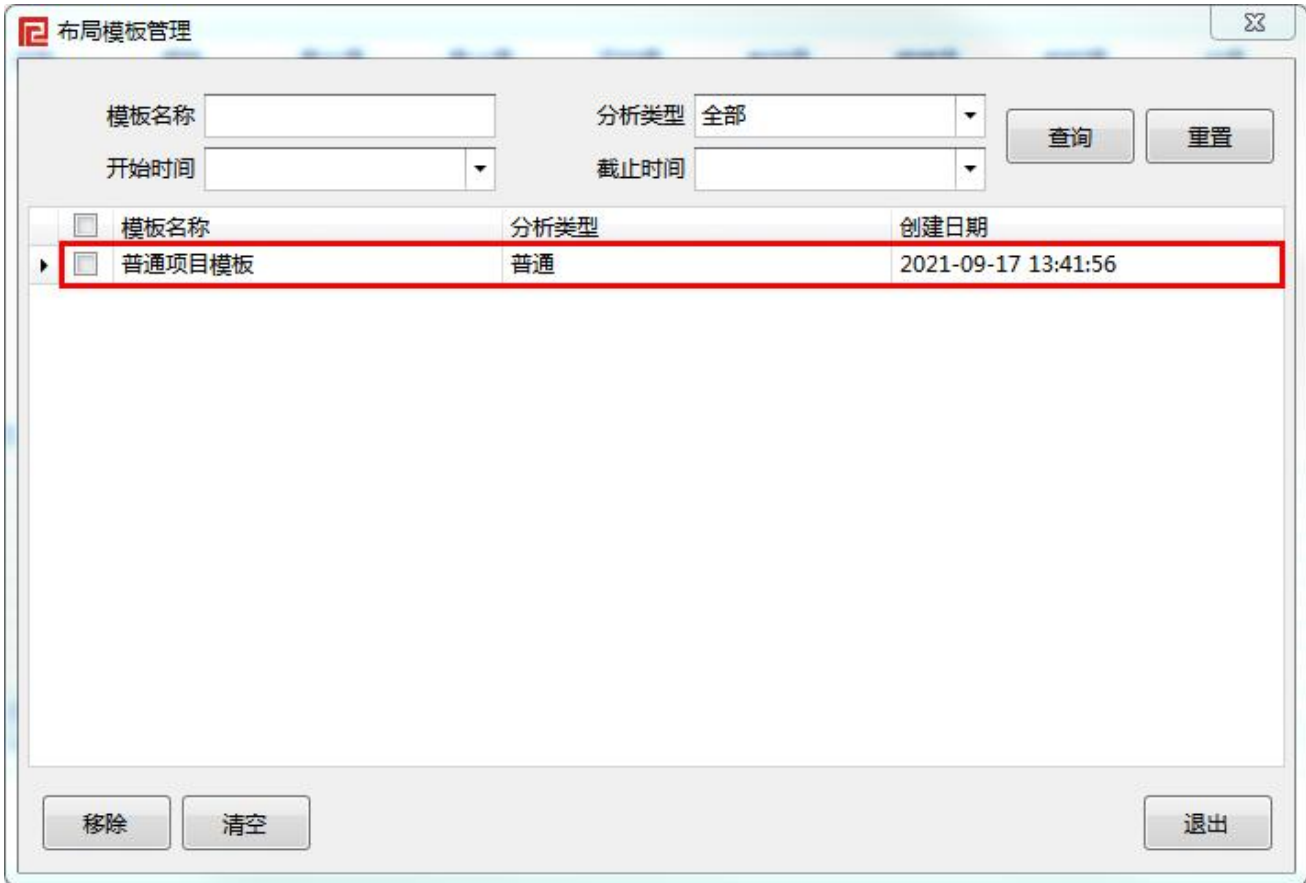 布局模板管理
模板名称 分析类型 全部 查询 重置
开始时间 截止时间
模板名称 分析类型 创建日期
普通项目模板 普通 2021-09-17 13:41:56
移除 清空 退出